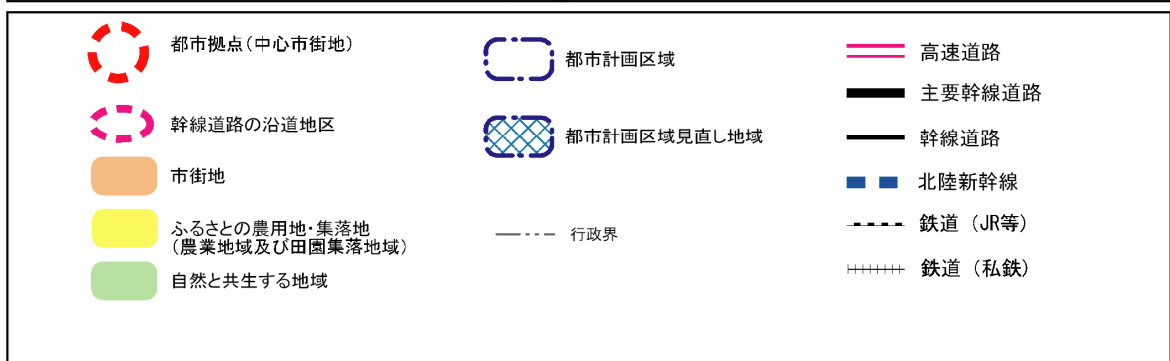 都市拠点(中心市街地)
幹線道路の沿道地区
市街地
ふるさとの農用地・集落地
(農業地域及び田園集落地域)
自然と共生する地域
都市計画区域
都市計画区域見直し地域
行政界
高速道路
主要幹線道路
幹線道路
北陸新幹線
鉄道 (JR等)
鉄道 (私鉄)